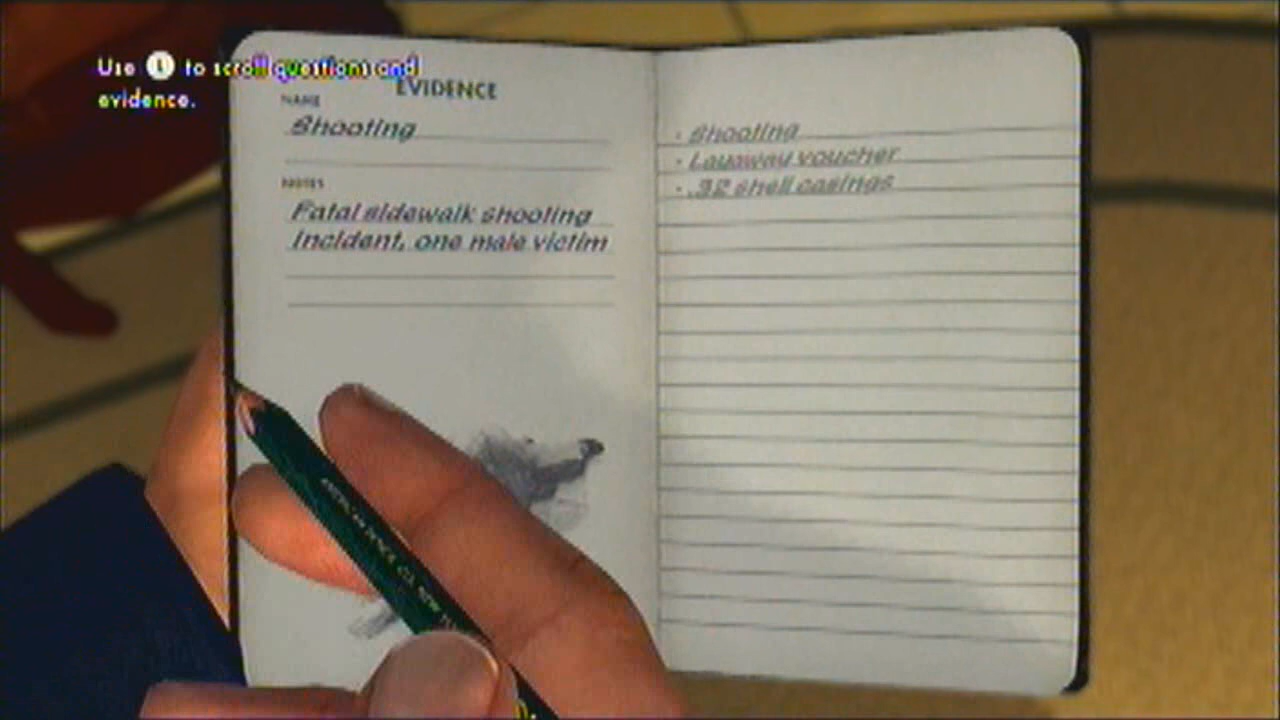 Use L to scroll questions and
evidence.
EVIDENCE
NAME
Shooting
NOTES
Fatal sidewalk shooting
incident, one male victim
- Shooting
- Layaway voucher
- .32 shell casings